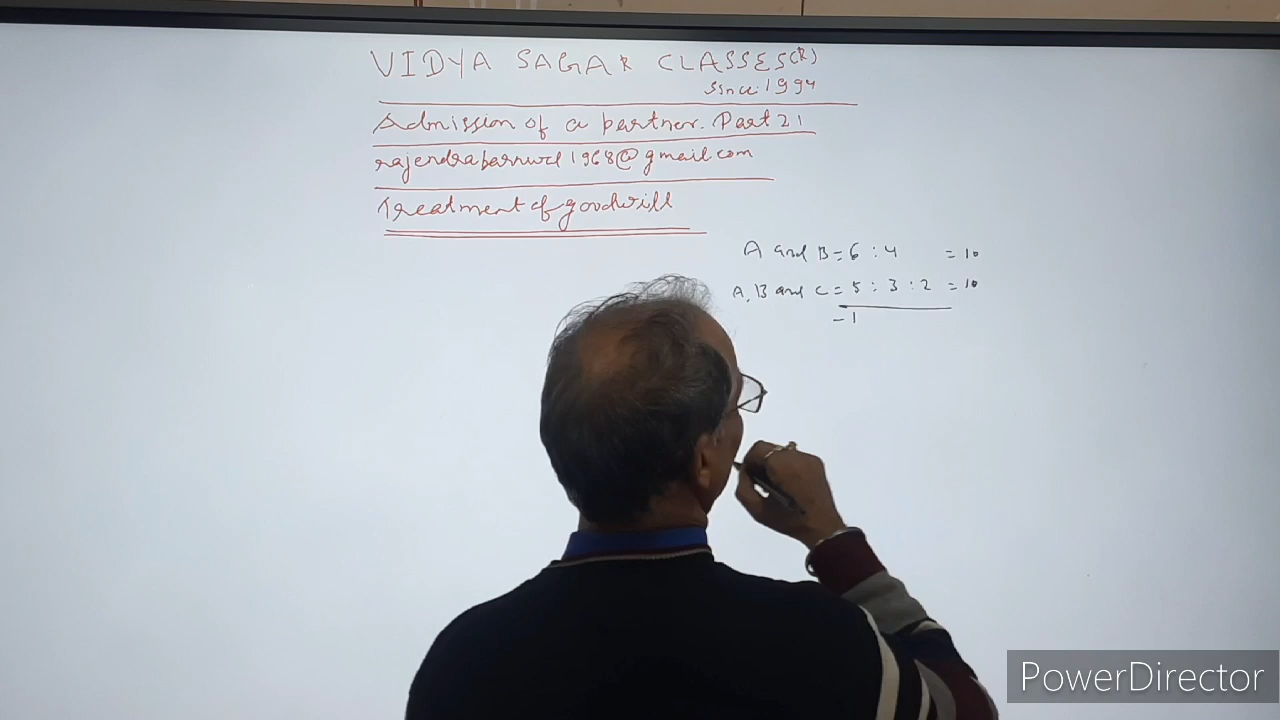 VIDYA SAGAR CLASSES(R)
Since 1994
Admission of a partner. Part 21
@gmail.com
Treatment of goodwill
A and B = 6 : 4 = 10
A, B and C = 5 : 3 : 2 = 10
-1
PowerDirector